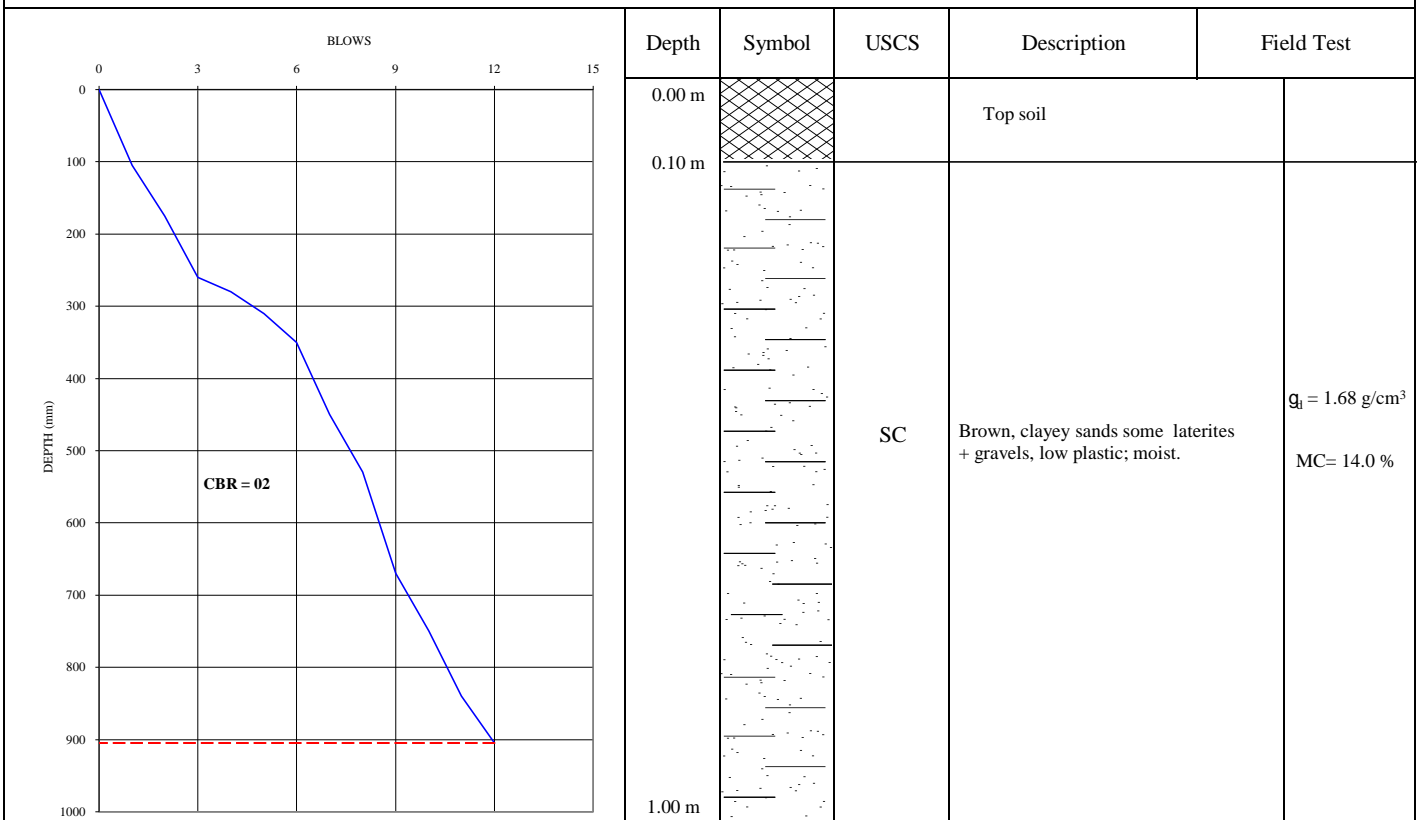 BLOWS
0 3 6 9 12 15
0
100
200
300
400
500
600
700
800
900
1000
DEPTH (mm)
CBR = 02
Depth Symbol USCS Description Field Test
0.00 m
Top soil
0.10 m
SC
Brown, clayey sands some laterites
+ gravels, low plastic; moist.
gd = 1.68 g/cm³
MC= 14.0 %
1.00 m